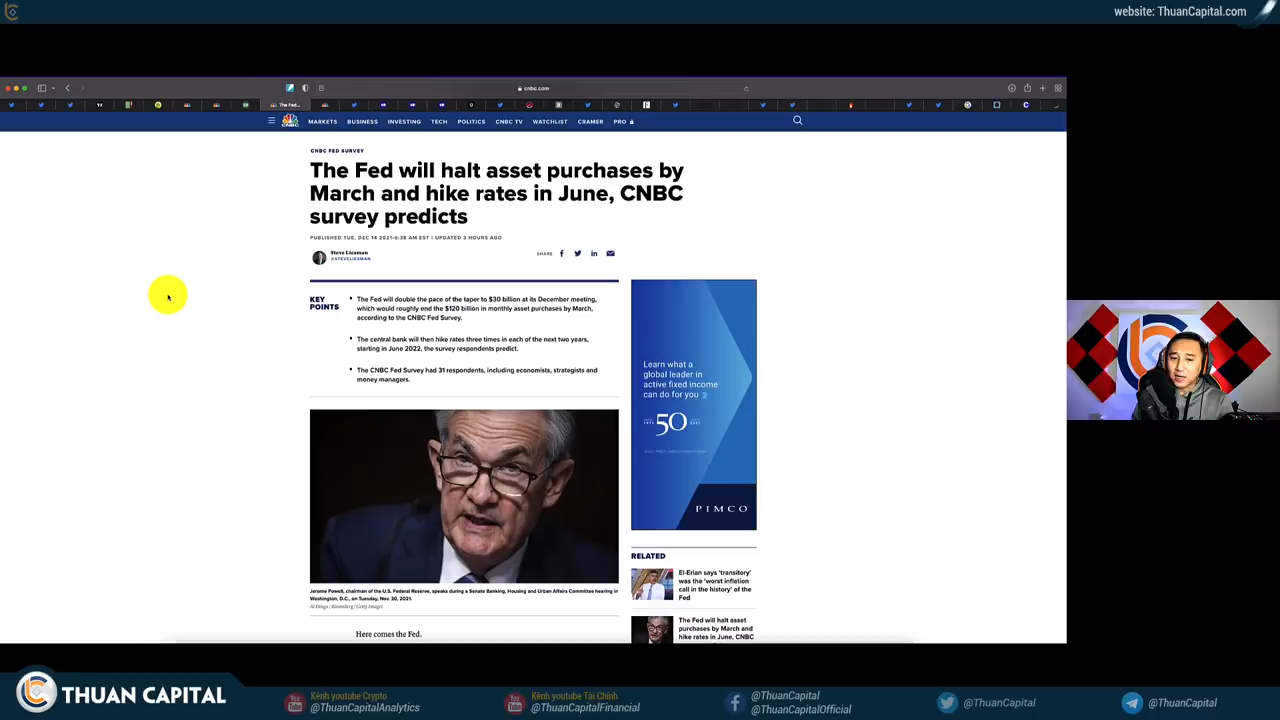 website: ThuanCapital.com
cnbc.com
The Fed...
MARKETS BUSINESS INVESTING TECH POLITICS CNBC TV WATCHLIST CRAMER PRO
CNBC FED SURVEY
The Fed will halt asset purchases by
March and hike rates in June, CNBC
survey predicts
PUBLISHED TUE, DEC 14 2021 6:38 AM EST | UPDATED 3 HOURS AGO
Steve Liesman
@STEVELIESMAN
SHARE
KEY
POINTS
The Fed will double the pace of the taper to $30 billion at its December meeting,
which would roughly end the $120 billion in monthly asset purchases by March,
according to the CNBC Fed Survey.
The central bank will then hike rates three times in each of the next two years,
starting in June 2022, the survey respondents predict.
The CNBC Fed Survey had 31 respondents, including economists, strategists and
money managers.
Learn what a
global leader in
active fixed income
can do for you
50
PIMCO
Jerome Powell, chairman of the U.S. Federal Reserve, speaks during a Senate Banking, Housing and Urban Affairs Committee hearing in
Washington, D.C., on Tuesday, Nov. 30, 2021.
Al Drago | Bloomberg | Getty Images
Here comes the Fed.
RELATED
El-Erian says 'transitory'
was the 'worst inflation
call in the history' of the
Fed
The Fed will halt asset
purchases by March and
hike rates in June, CNBC
THUAN CAPITAL
Kênh youtube Crypto
@ThuanCapitalAnalytics
Kênh youtube Tài Chính
@ThuanCapitalFinancial
@ThuanCapital
@ThuanCapitalOfficial
@ThuanCapital
@ThuanCapital